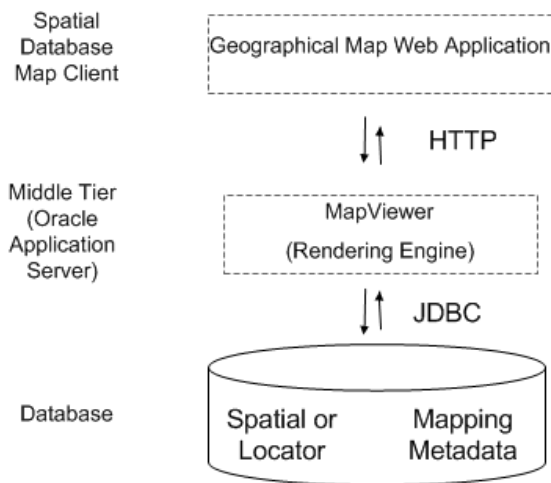 Spatial
Database
Map Client
Geographical Map Web Application
HTTP
Middle Tier
(Oracle
Application
Server)
MapViewer
(Rendering Engine)
JDBC
Database
Spatial or
Locator
Mapping
Metadata